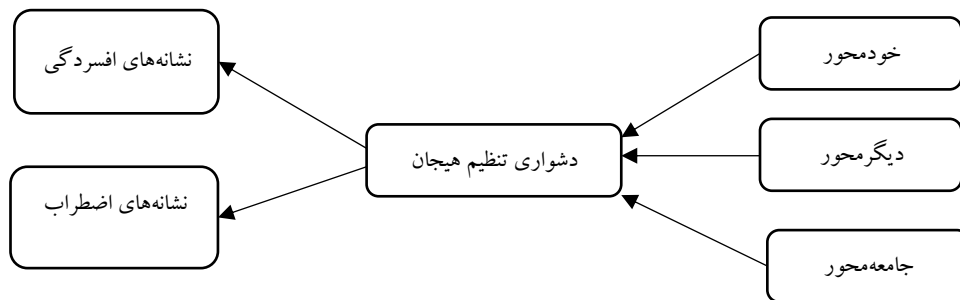 خودمحور
دیگرمحور
جامعه‌محور
دشواری تنظیم هیجان
نشانه‌های افسردگی
نشانه‌های اضطراب